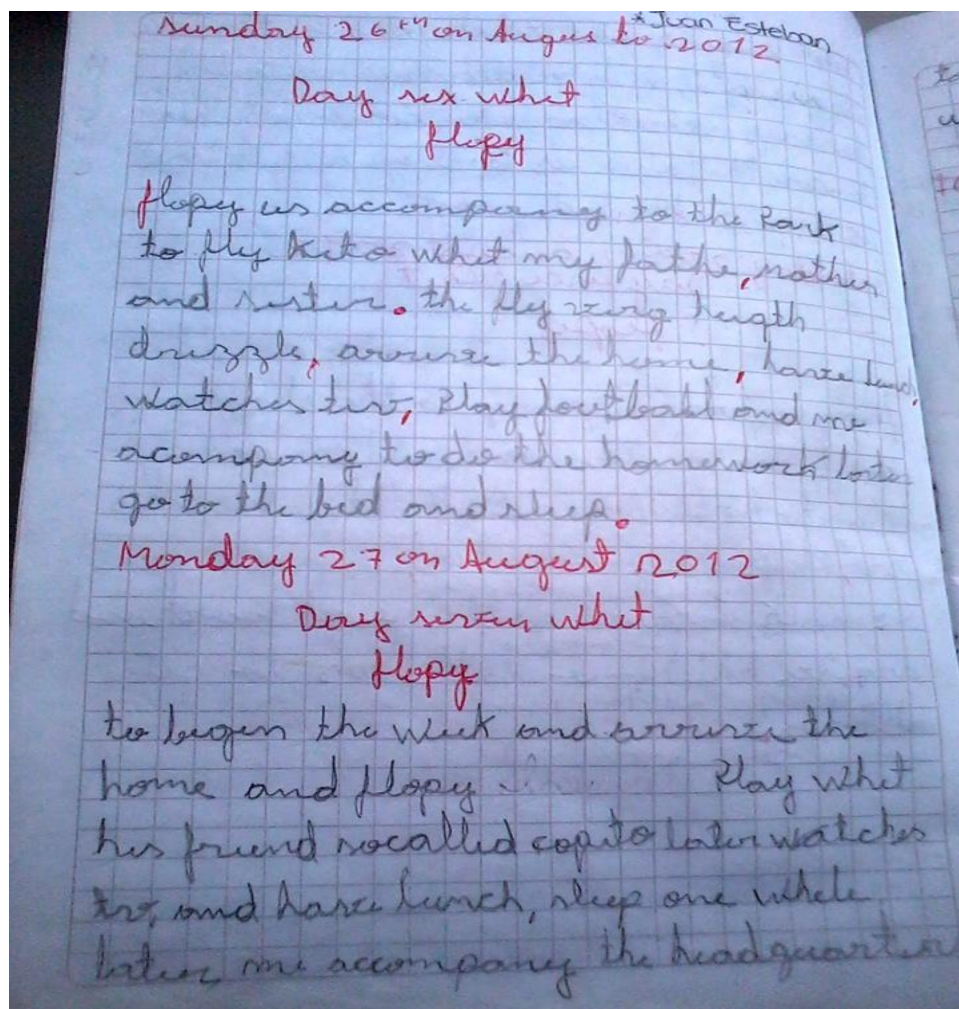 * Juan Esteban
Sunday 26th on Augus to 2012
Day six whit
flopy
flopy us accompany to the Park
to fly kite whit my fathe, mother
and sister. the fly very heigth
drizzle, arrive the home, have lunch,
watches tv, Play football and me
acompany to do the homework later
go to the bed and sleep.
Monday 27 on August 2012
Day seven whit
flopy
to begin the week and arrive the
home and flopy Play whit
his friend socalled copito later watches
tv, and have lunch, sleep one while
later me accompany the headquarter